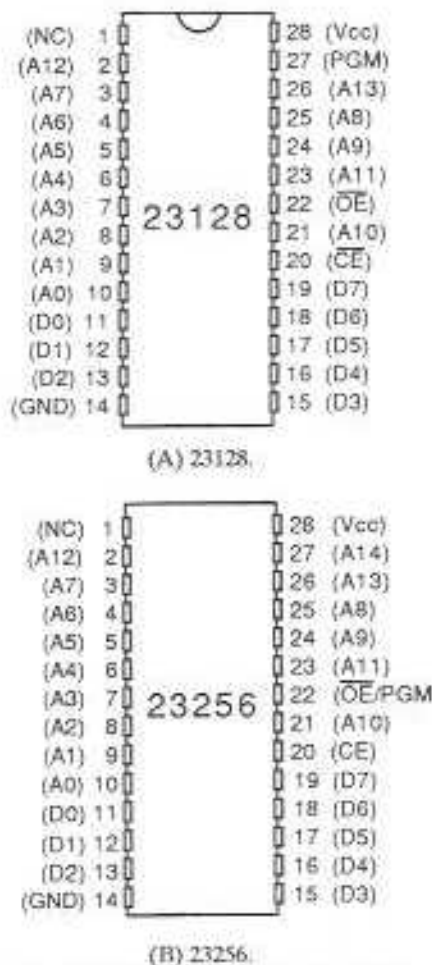 (NC) 1 28 (Vcc)
(A12) 2 27 (PGM)
(A7) 3 26 (A13)
(A6) 4 25 (A8)
(A5) 5 24 (A9)
(A4) 6 23 (A11)
(A3) 7 22 (O̅E̅)
(A2) 8 21 (A10)
(A1) 9 20 (C̅E̅)
(A0) 10 19 (D7)
(D0) 11 18 (D6)
(D1) 12 17 (D5)
(D2) 13 16 (D4)
(GND) 14 15 (D3)
23128
(A) 23128.
(NC) 1 28 (Vcc)
(A12) 2 27 (A14)
(A7) 3 26 (A13)
(A6) 4 25 (A8)
(A5) 5 24 (A9)
(A4) 6 23 (A11)
(A3) 7 22 (O̅E̅/PGM
(A2) 8 21 (A10)
(A1) 9 20 (CE)
(A0) 10 19 (D7)
(D0) 11 18 (D6)
(D1) 12 17 (D5)
(D2) 13 16 (D4)
(GND) 14 15 (D3)
23256
(B) 23256.